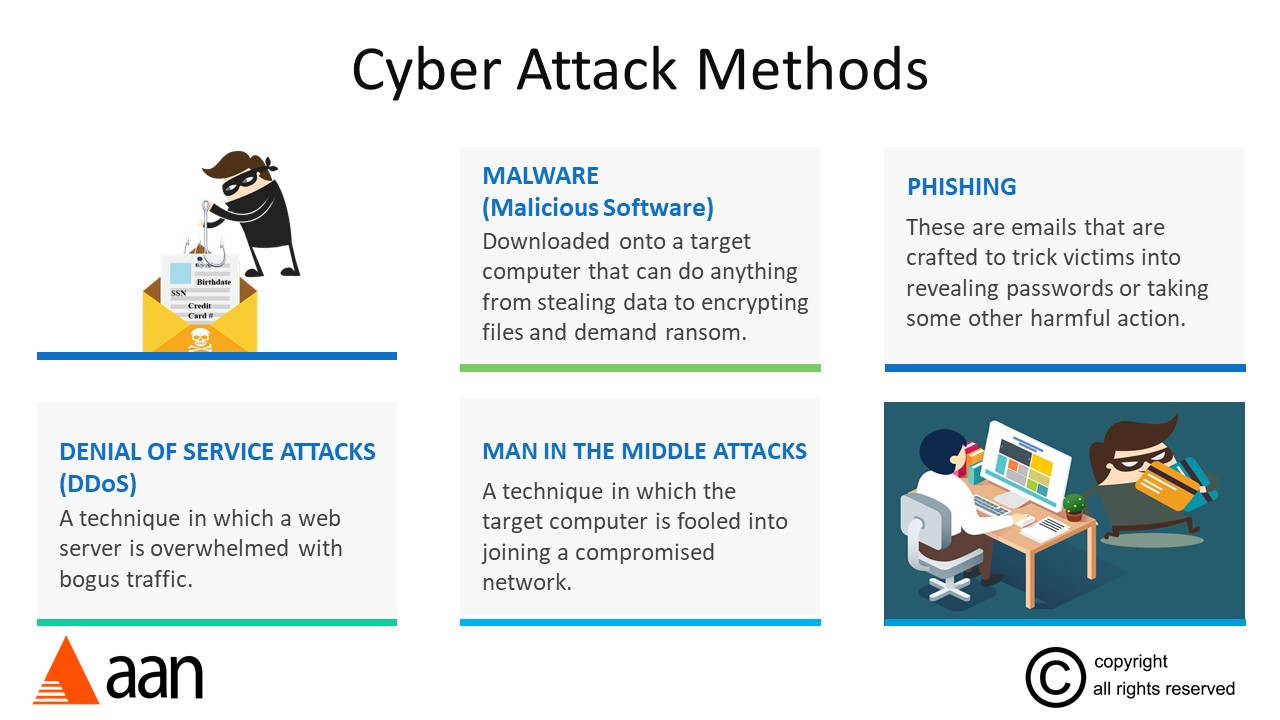 Cyber Attack Methods
Birthdate
SSN
Credit
Card #
MALWARE
(Malicious Software)
Downloaded onto a target
computer that can do anything
from stealing data to encrypting
files and demand ransom.
PHISHING
These are emails that are
crafted to trick victims into
revealing passwords or taking
some other harmful action.
DENIAL OF SERVICE ATTACKS
(DDoS)
A technique in which a web
server is overwhelmed with
bogus traffic.
MAN IN THE MIDDLE ATTACKS
A technique in which the
target computer is fooled into
joining a compromised
network.
aan
©
copyright
all rights reserved